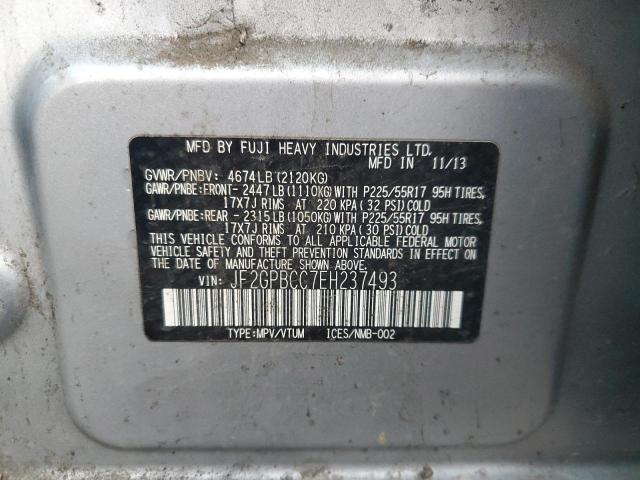 MFD BY FUJI HEAVY INDUSTRIES LTD.
MFD IN 11/13
GVWR/PNBV: 4674LB(2120KG)
GAWR/PNBE:FRONT-2447LB(1110KG)WITH P225/55R17 95H TIRES,
17X7J RIMS AT 220 KPA(32 PSI)COLD
GAWR/PNBE:REAR -2315LB(1050KG)WITH P225/55R17 95H TIRES,
17X7J RIMS AT 210 KPA(30 PSI)COLD
THIS VEHICLE CONFORMS TO ALL APPLICABLE FEDERAL MOTOR
VEHICLE SAFETY AND THEFT PREVENTION STANDARDS IN EFFECT ON
THE DATE OF MANUFACTURE SHOWN ABOVE.
VIN: JF2GPBCC7EH237493
TYPE:MPV/VTUM ICES/NMB-002